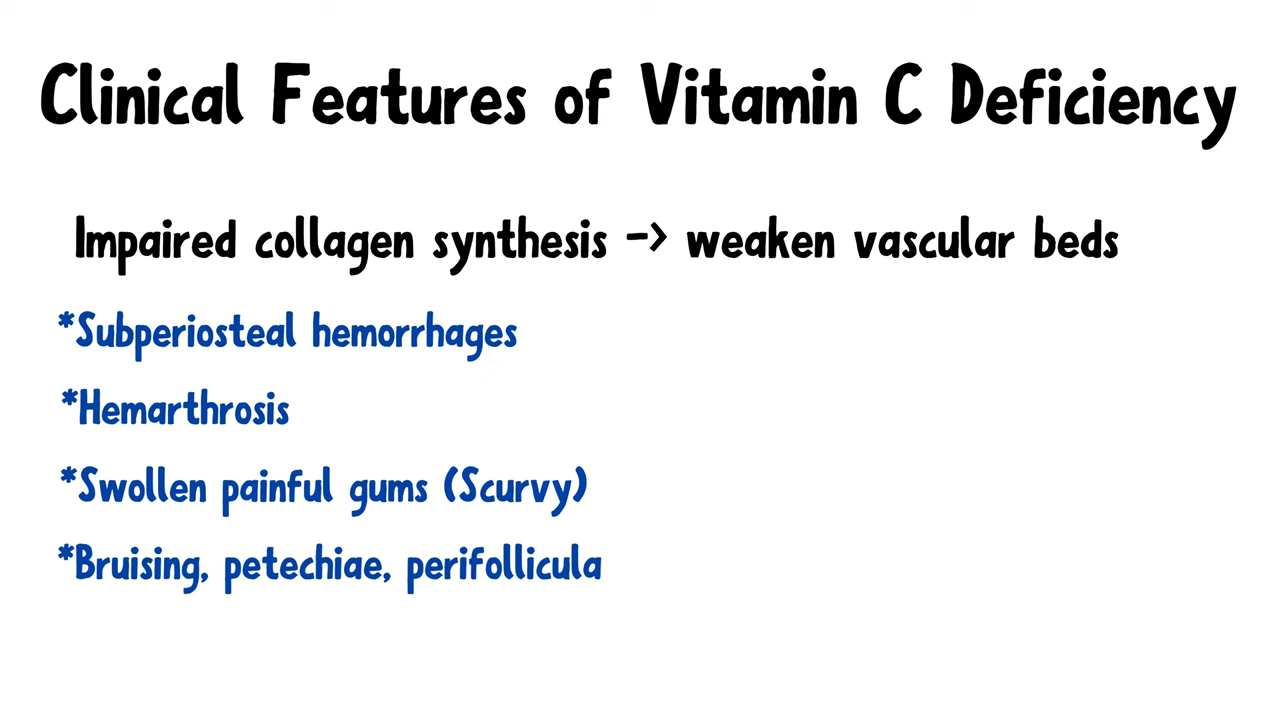 Clinical Features of Vitamin C Deficiency
Impaired collagen synthesis -> weaken vascular beds
*Subperiosteal hemorrhages
*Hemarthrosis
*Swollen painful gums (Scurvy)
*Bruising, petechiae, perifollicula